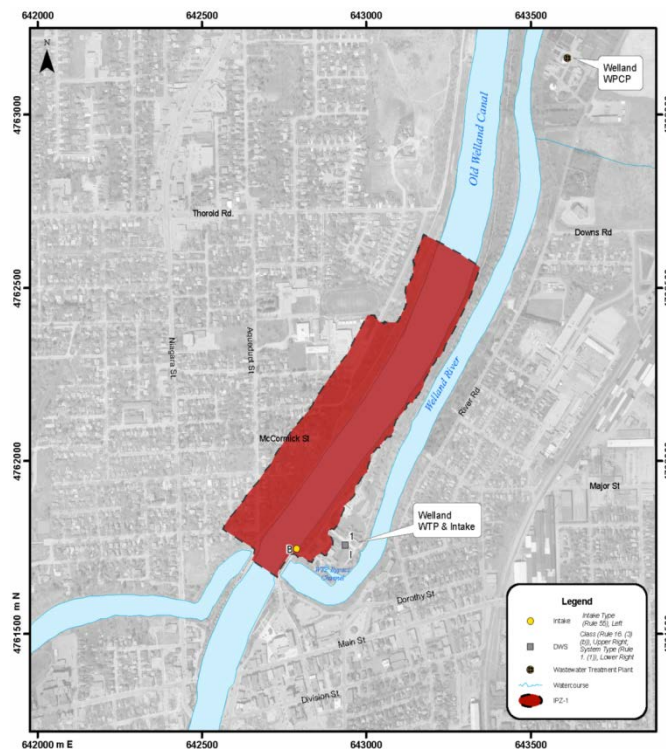 642000
642500
643000
643500
N
Welland
WPCP
4763000
Old Welland Canal
Thorold Rd.
Downs Rd
4762500
Niagara St.
Aqueduct St
Welland River
River Rd
McCormick St
4762000
Major St
Welland
WTP & Intake
B
1
I
Channel
Dorothy St
4761500 m N
Main St
Division St
Legend
Intake
Intake Type
(Rule 55), Left
DWS
Class (Rule 16. (3)
(b)), Upper Right;
System Type (Rule
1. (1)), Lower Right
Wastewater Treatment Plant
Watercourse
IPZ-1
642000 m E
642500
643000
643500